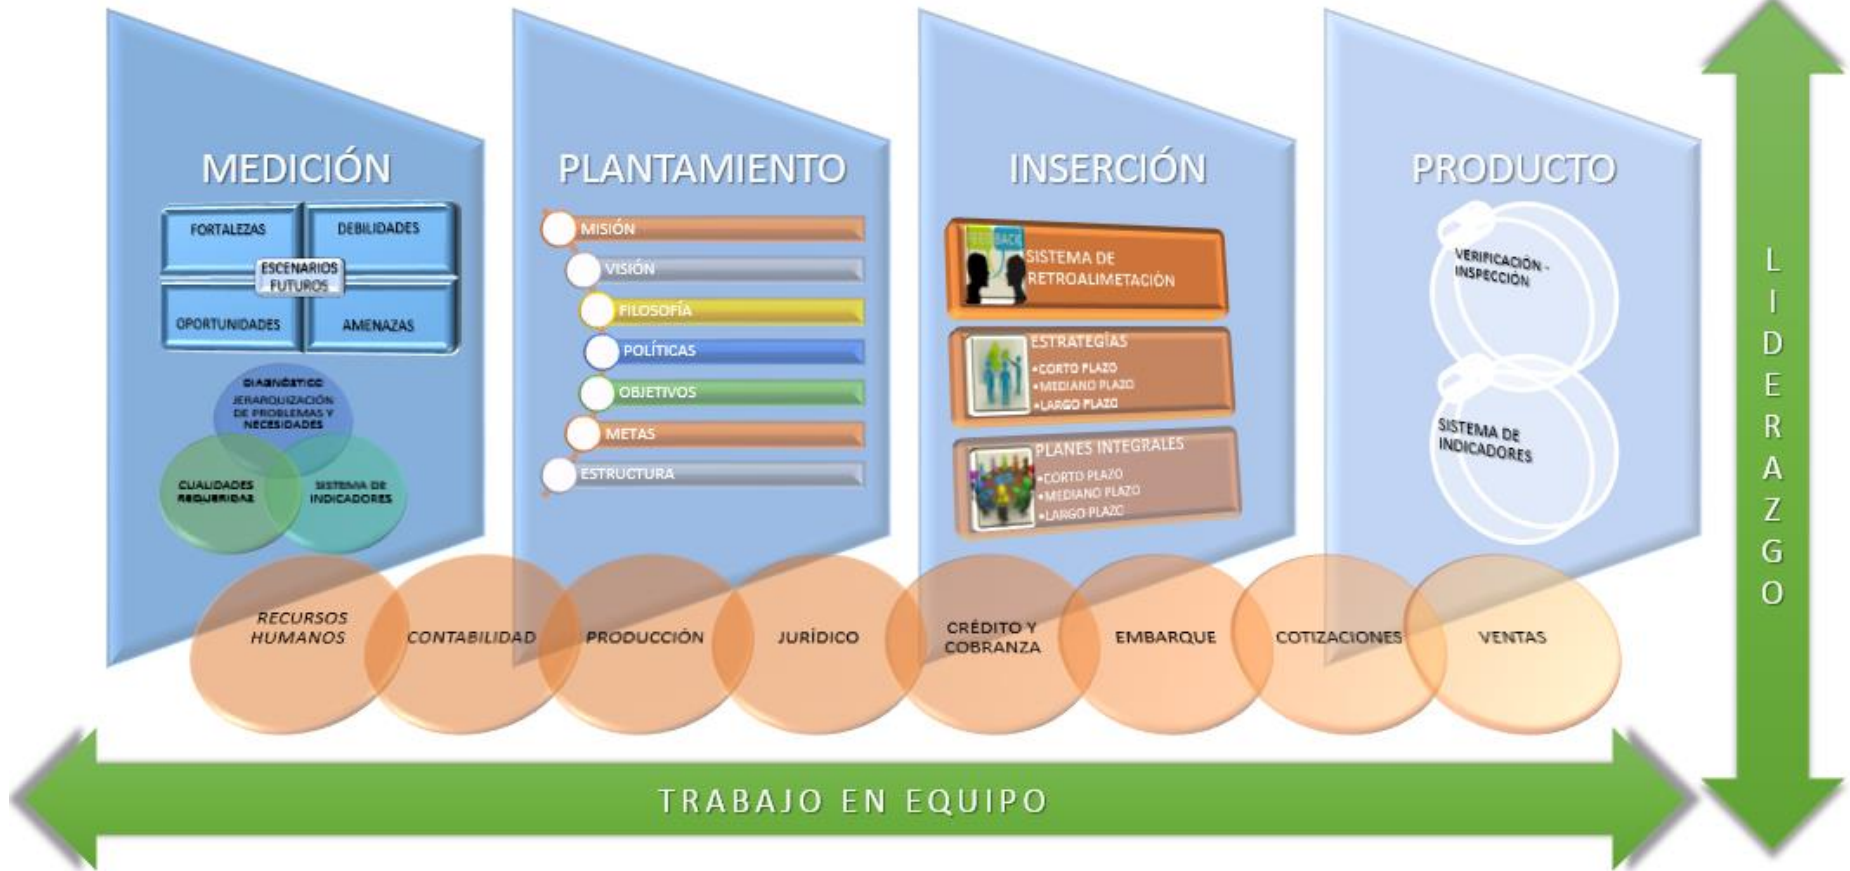 MEDICIÓN
FORTALEZAS
DEBILIDADES
ESCENARIOS
FUTUROS
OPORTUNIDADES
AMENAZAS
DIAGNÓSTICO
JERARQUIZACIÓN
DE PROBLEMAS Y
NECESIDADES
CUALIDADES
REQUERIDAS
SISTEMA DE
INDICADORES
PLANTAMIENTO
MISIÓN
VISIÓN
FILOSOFÍA
POLÍTICAS
OBJETIVOS
METAS
ESTRUCTURA
INSERCIÓN
FEEDBACK
SISTEMA DE
RETROALIMETACIÓN
ESTRATEGÍAS
•CORTO PLAZO
•MEDIANO PLAZO
•LARGO PLAZO
PLANES INTEGRALES
•CORTO PLAZO
•MEDIANO PLAZO
•LARGO PLAZO
PRODUCTO
VERIFICACIÓN -
INSPECCIÓN
SISTEMA DE
INDICADORES
RECURSOS
HUMANOS
CONTABILIDAD
PRODUCCIÓN
JURÍDICO
CRÉDITO Y
COBRANZA
EMBARQUE
COTIZACIONES
VENTAS
TRABAJO EN EQUIPO
LIDERAZGO